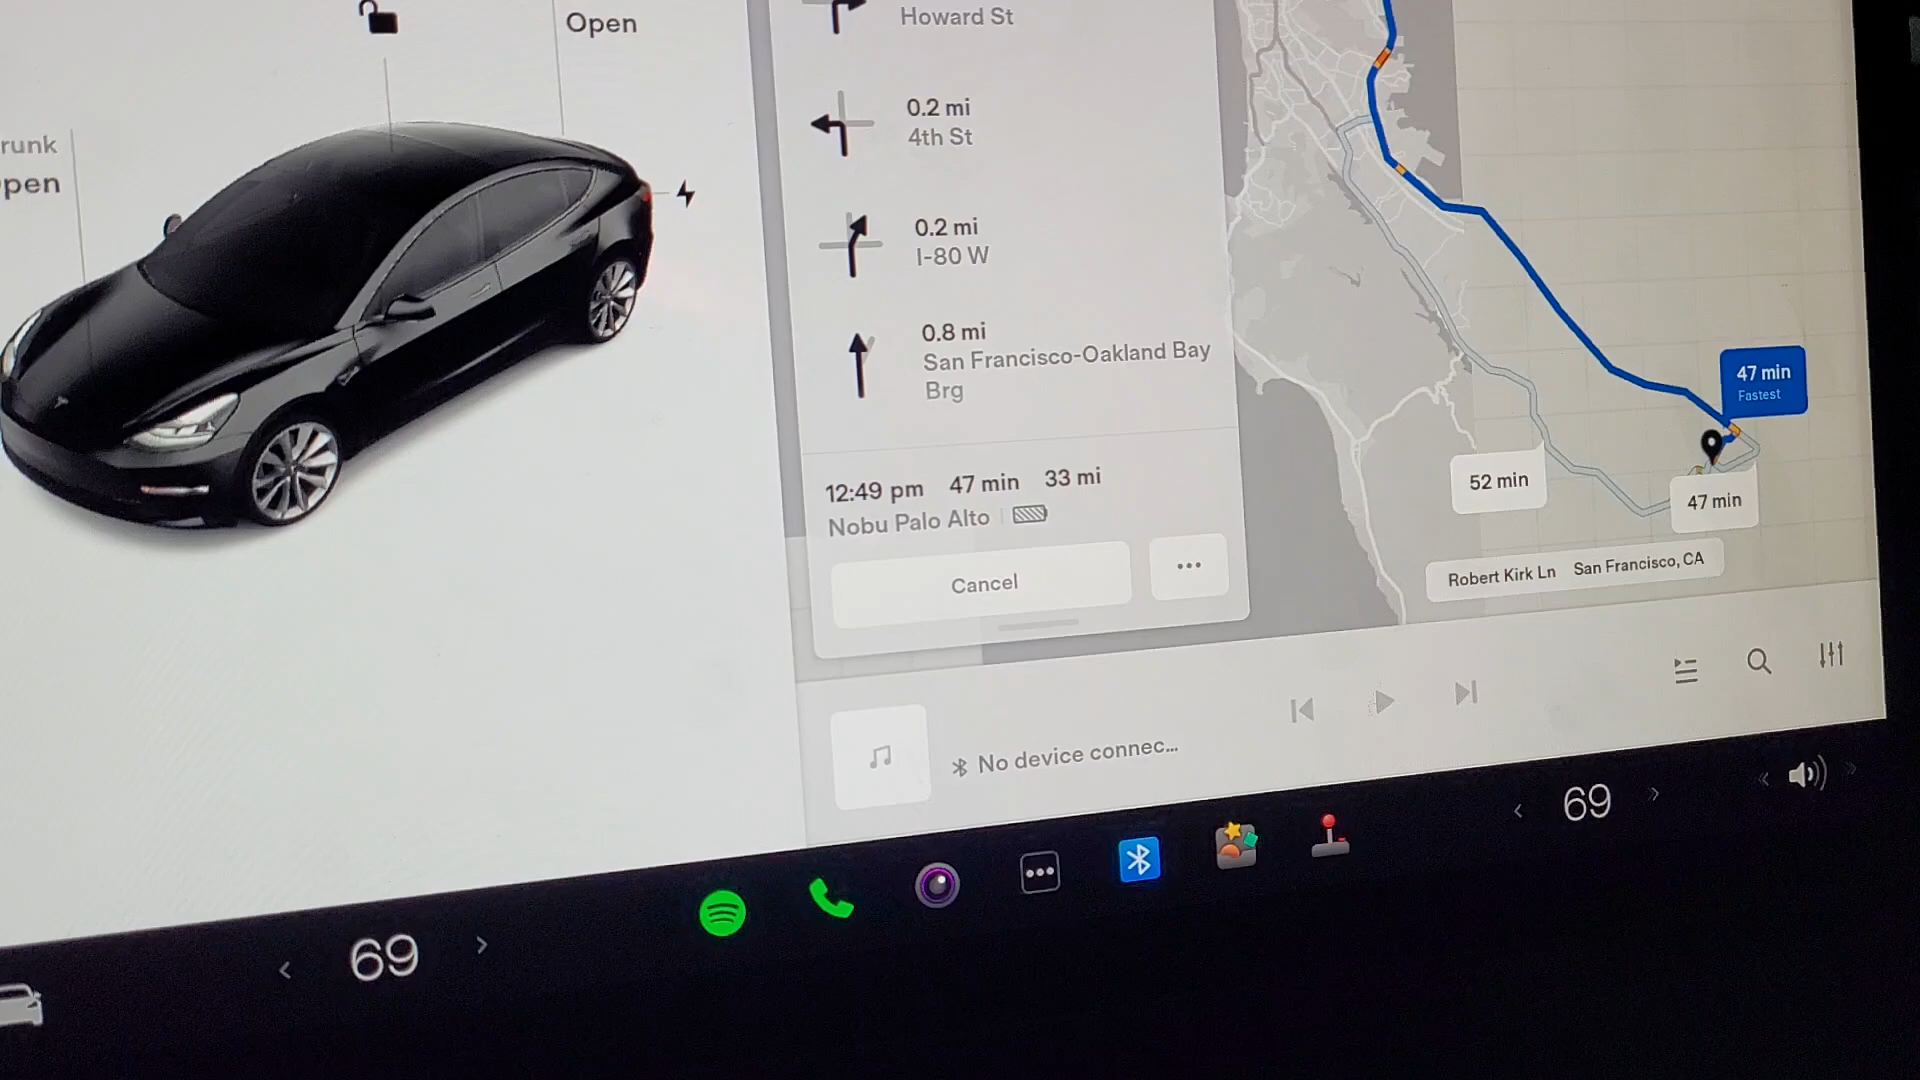 Open
runk
pen
Howard St
0.2 mi
4th St
0.2 mi
I-80 W
0.8 mi
San Francisco-Oakland Bay
Brg
12:49 pm 47 min 33 mi
Nobu Palo Alto
Cancel
47 min
Fastest
52 min
47 min
Robert Kirk Ln San Francisco, CA
No device connec...
69
69